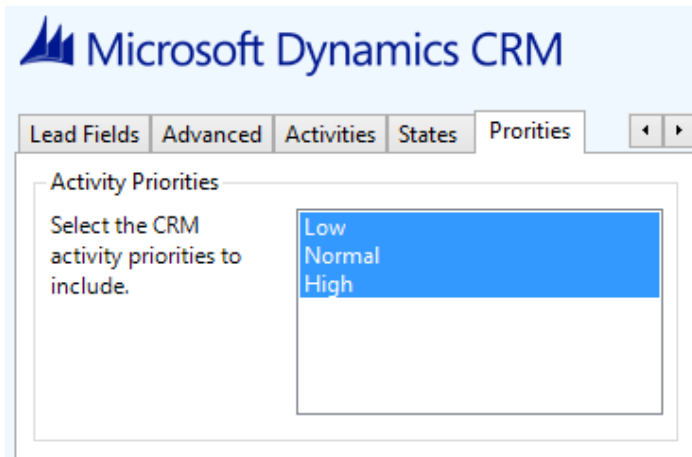 Microsoft Dynamics CRM
Lead Fields Advanced Activities States Prorities
Activity Priorities
Select the CRM
activity priorities to
include.
Low
Normal
High